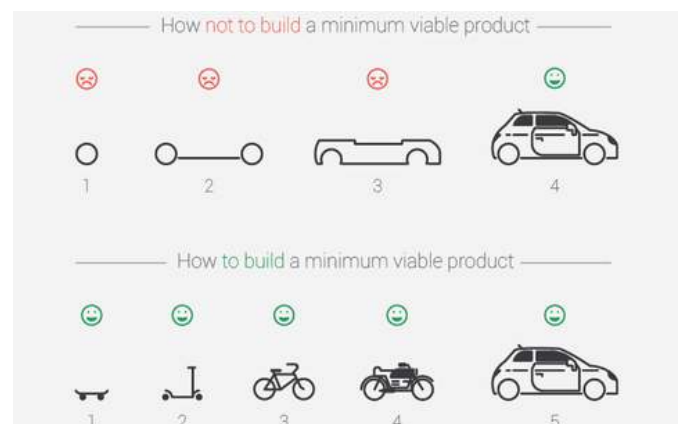 How not to build a minimum viable product
1 2 3 4
How to build a minimum viable product
1 2 3 4 5